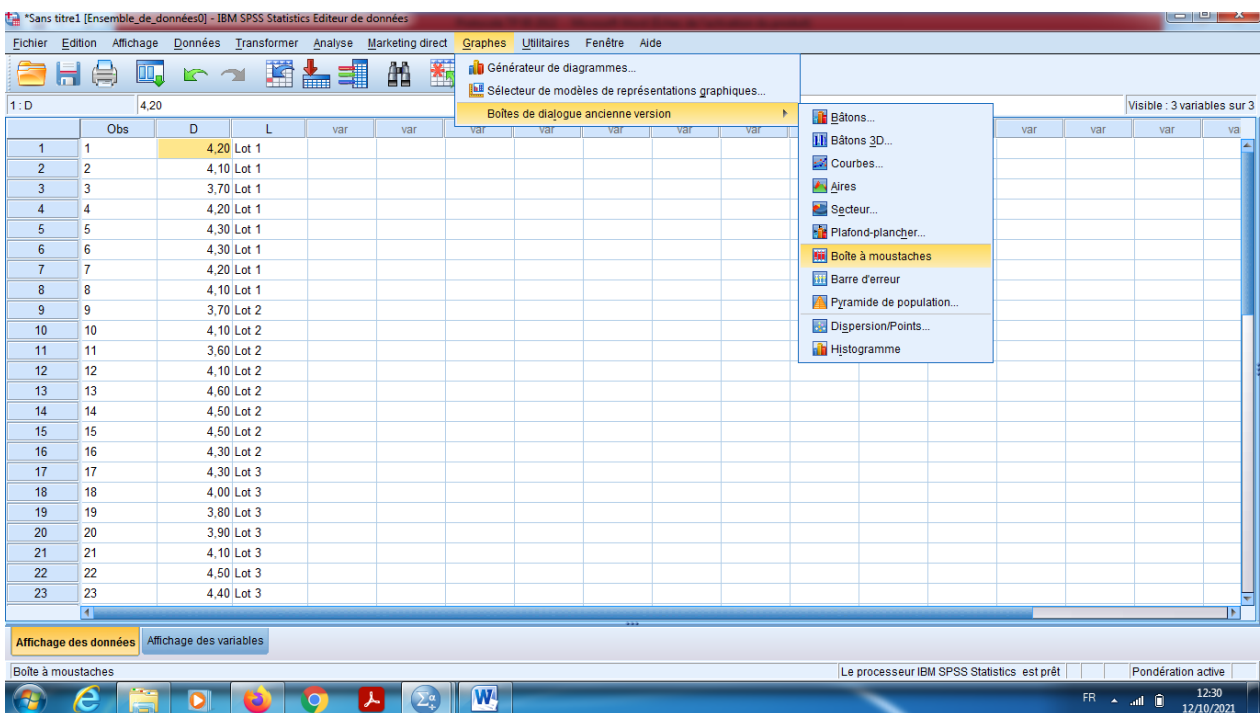 *Sans titre1 [Ensemble_de_données0] - IBM SPSS Statistics Editeur de données
Fichier Edition Affichage Données Transformer Analyse Marketing direct Graphes Utilitaires Fenêtre Aide
Générateur de diagrammes...
Sélecteur de modèles de représentations graphiques...
Boîtes de dialogue ancienne version
1 : D 4,20 Visible : 3 variables sur 3
Bâtons...
Bâtons 3D...
Courbes...
Aires
Secteur...
Plafond-plancher...
Boîte à moustaches
Barre d'erreur
Pyramide de population...
Dispersion/Points...
Histogramme
Obs D L var var var var var var var var var va
1 1 4,20 Lot 1
2 2 4,10 Lot 1
3 3 3,70 Lot 1
4 4 4,20 Lot 1
5 5 4,30 Lot 1
6 6 4,30 Lot 1
7 7 4,20 Lot 1
8 8 4,10 Lot 1
9 9 3,70 Lot 2
10 10 4,10 Lot 2
11 11 3,60 Lot 2
12 12 4,10 Lot 2
13 13 4,60 Lot 2
14 14 4,50 Lot 2
15 15 4,50 Lot 2
16 16 4,30 Lot 2
17 17 4,30 Lot 3
18 18 4,00 Lot 3
19 19 3,80 Lot 3
20 20 3,90 Lot 3
21 21 4,10 Lot 3
22 22 4,50 Lot 3
23 23 4,40 Lot 3
Affichage des données Affichage des variables
Boîte à moustaches Le processeur IBM SPSS Statistics est prêt Pondération active
FR 12:30
12/10/2021